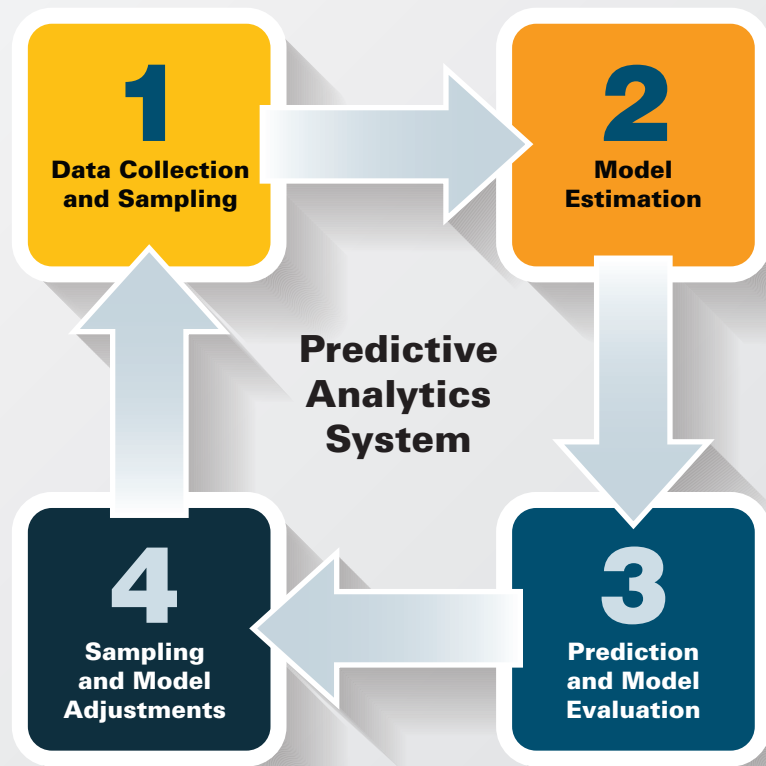 1
Data Collection
and Sampling
2
Model
Estimation
Predictive
Analytics
System
4
Sampling
and Model
Adjustments
3
Prediction
and Model
Evaluation